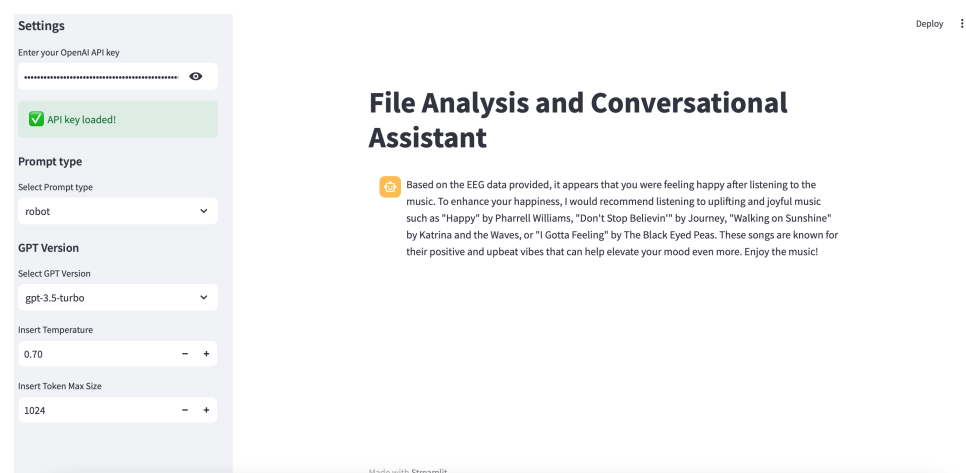 Settings
Enter your OpenAI API key
API key loaded!
Prompt type
Select Prompt type
robot
GPT Version
Select GPT Version
gpt-3.5-turbo
Insert Temperature
0.70
Insert Token Max Size
1024
Deploy
File Analysis and Conversational
Assistant
Based on the EEG data provided, it appears that you were feeling happy after listening to the
music. To enhance your happiness, I would recommend listening to uplifting and joyful music
such as "Happy" by Pharrell Williams, "Don't Stop Believin'" by Journey, "Walking on Sunshine"
by Katrina and the Waves, or "I Gotta Feeling" by The Black Eyed Peas. These songs are known for
their positive and upbeat vibes that can help elevate your mood even more. Enjoy the music!
Made with Streamlit